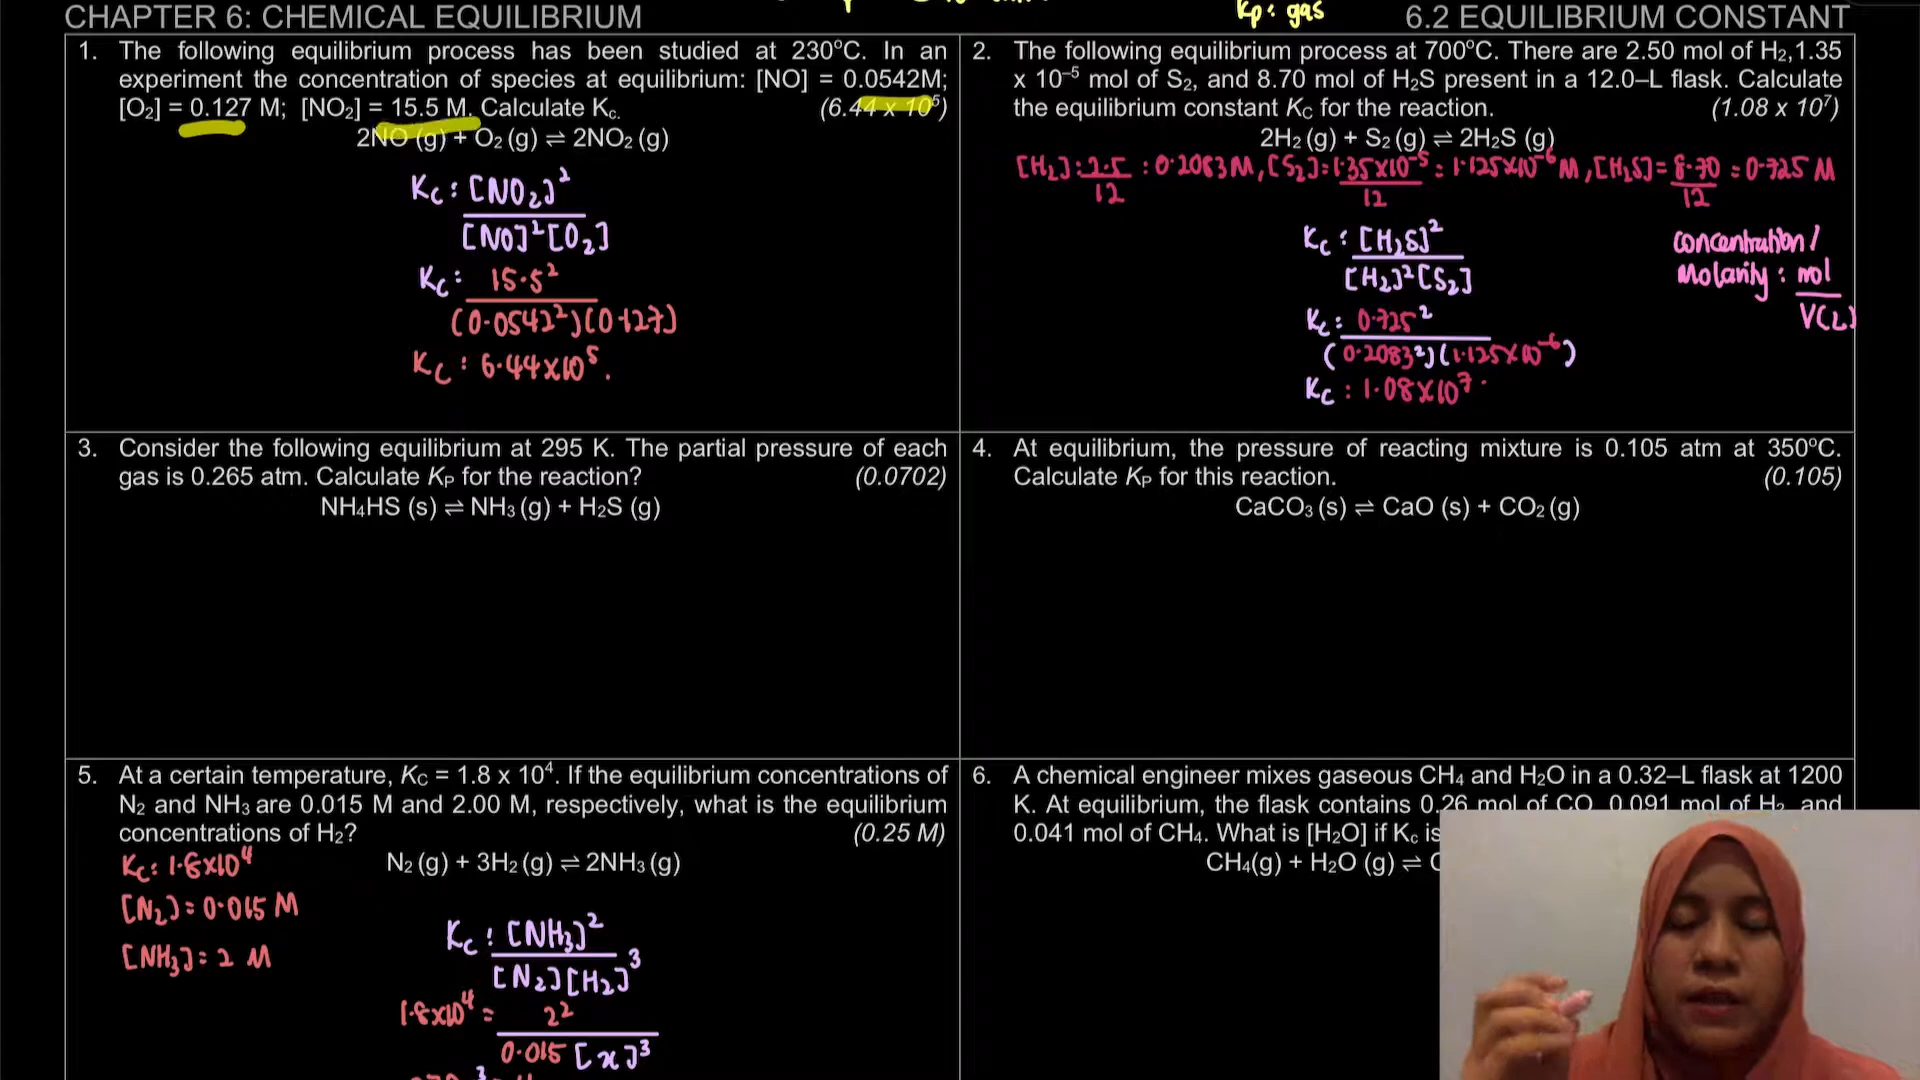 Kp : gas
CHAPTER 6: CHEMICAL EQUILIBRIUM
6.2 EQUILIBRIUM CONSTANT
1. The following equilibrium process has been studied at 230°C. In an
experiment the concentration of species at equilibrium: [NO] = 0.0542M;
[O₂] = 0.127 M; [NO₂] = 15.5 M. Calculate Kc. (6.44 x 10⁵)
2NO (g) + O₂ (g) ⇌ 2NO₂ (g)
Kc : [NO₂]²
[NO]²[O₂]
Kc : 15.5²
(0.0542²)(0.127)
Kc : 6.44x10⁵.
2. The following equilibrium process at 700°C. There are 2.50 mol of H₂,1.35
x 10⁻⁵ mol of S₂, and 8.70 mol of H₂S present in a 12.0–L flask. Calculate
the equilibrium constant KC for the reaction. (1.08 x 10⁷)
2H₂ (g) + S₂ (g) ⇌ 2H₂S (g)
[H₂] : 2.5 : 0.2083M, [S₂] = 1.35x10⁻⁵ = 1.125x10⁻⁶ M, [H₂S] = 8.70 = 0.725 M
12 12 12
Kc : [H₂S]²
[H₂]²[S₂]
Kc : 0.725²
(0.2083²)(1.125x10⁻⁶)
Kc : 1.08x10⁷.
concentration /
Molarity : mol
V(L)
3. Consider the following equilibrium at 295 K. The partial pressure of each
gas is 0.265 atm. Calculate KP for the reaction? (0.0702)
NH₄HS (s) ⇌ NH₃ (g) + H₂S (g)
4. At equilibrium, the pressure of reacting mixture is 0.105 atm at 350°C.
Calculate KP for this reaction. (0.105)
CaCO₃ (s) ⇌ CaO (s) + CO₂ (g)
5. At a certain temperature, KC = 1.8 x 10⁴. If the equilibrium concentrations of
N₂ and NH₃ are 0.015 M and 2.00 M, respectively, what is the equilibrium
concentrations of H₂? (0.25 M)
N₂ (g) + 3H₂ (g) ⇌ 2NH₃ (g)
Kc : 1.8x10⁴
[N₂] = 0.015 M
[NH₃] = 2 M
Kc : [NH₃]²
[N₂][H₂]³
1.8x10⁴ = 2²
0.015 [x]³
6. A chemical engineer mixes gaseous CH₄ and H₂O in a 0.32–L flask at 1200
K. At equilibrium, the flask contains 0.26 mol of CO, 0.091 mol of H₂, and
0.041 mol of CH₄. What is [H₂O] if Kc is
CH₄(g) + H₂O (g) ⇌